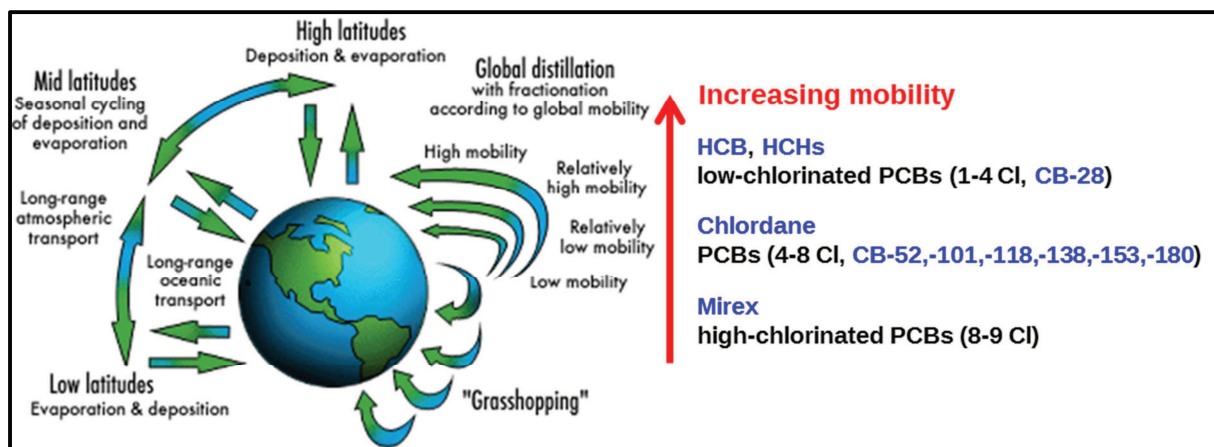 High latitudes
Deposition & evaporation
Mid latitudes
Seasonal cycling
of deposition and
evaporation
Global distillation
with fractionation
according to global mobility
High mobility
Relatively
high mobility
Relatively
low mobility
Low mobility
Long-range
atmospheric
transport
Long-range
oceanic
transport
Low latitudes
Evaporation & deposition
"Grasshopping"
Increasing mobility
HCB, HCHs
low-chlorinated PCBs (1-4 Cl, CB-28)
Chlordane
PCBs (4-8 Cl, CB-52,-101,-118,-138,-153,-180)
Mirex
high-chlorinated PCBs (8-9 Cl)